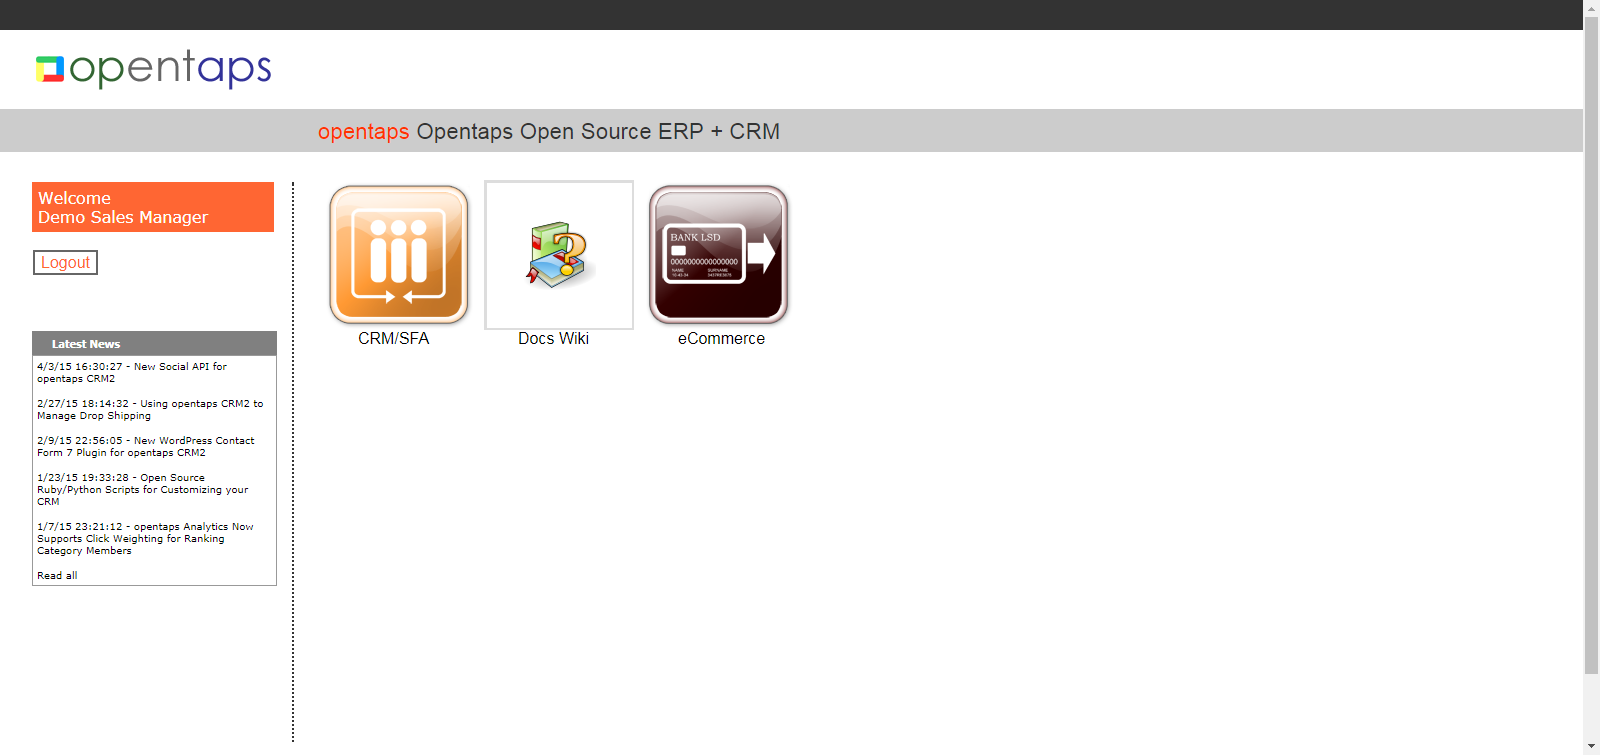 opentaps
opentaps Opentaps Open Source ERP + CRM
Welcome
Demo Sales Manager
Logout
Latest News
4/3/15 16:30:27 - New Social API for
opentaps CRM2
2/27/15 18:14:32 - Using opentaps CRM2 to
Manage Drop Shipping
2/9/15 22:56:05 - New WordPress Contact
Form 7 Plugin for opentaps CRM2
1/23/15 19:33:28 - Open Source
Ruby/Python Scripts for Customizing your
CRM
1/7/15 23:21:12 - opentaps Analytics Now
Supports Click Weighting for Ranking
Category Members
Read all
CRM/SFA
Docs Wiki
BANK LSD
NAME SURNAME
eCommerce